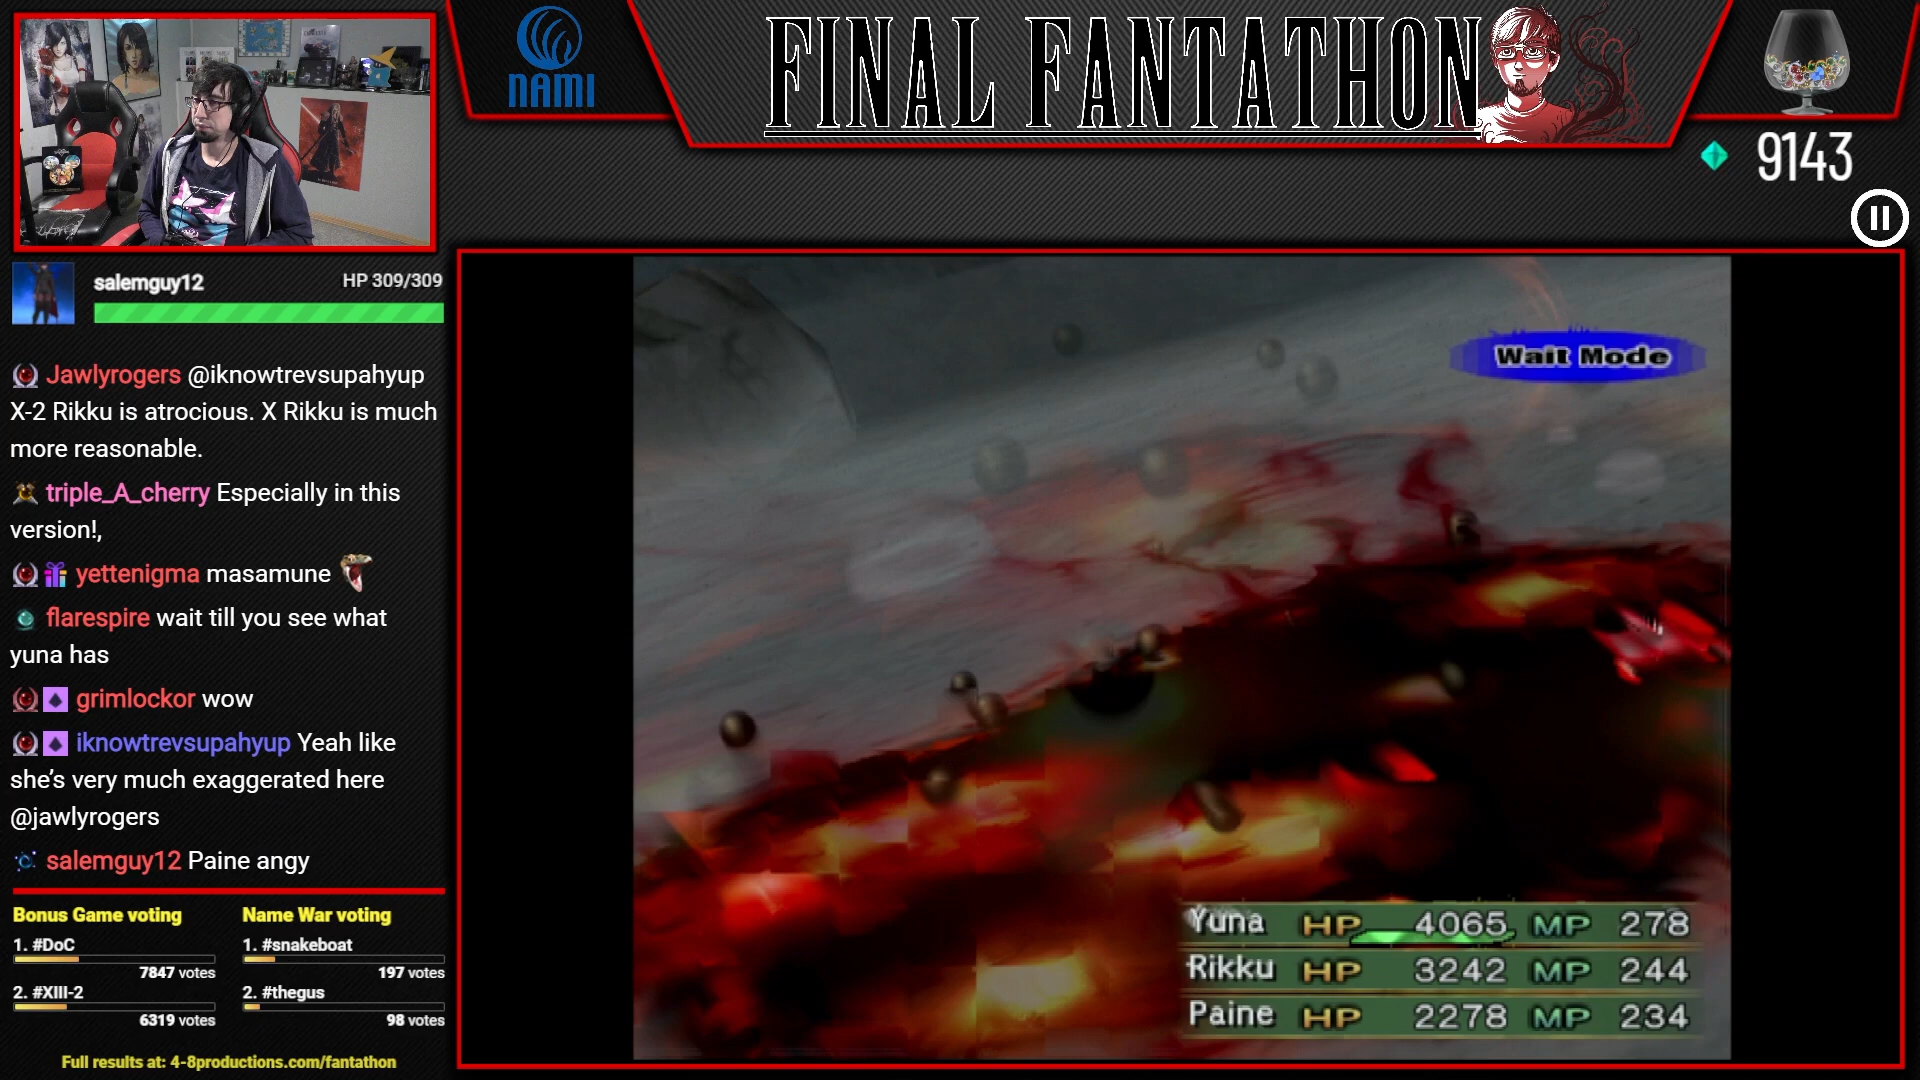 NAMI
FINAL FANTATHON
9143
salemguy12
HP 309/309
Jawlyrogers @iknowtrevsupahyup
X-2 Rikku is atrocious. X Rikku is much
more reasonable.
triple_A_cherry Especially in this
version!,
yettenigma masamune
flarespire wait till you see what
yuna has
grimlockor wow
iknowtrevsupahyup Yeah like
she's very much exaggerated here
@jawlyrogers
salemguy12 Paine angy
Bonus Game voting
1. #DoC
7847 votes
2. #XIII-2
6319 votes
Name War voting
1. #snakeboat
197 votes
2. #thegus
98 votes
Full results at: 4-8productions.com/fantathon
Wait Mode
Yuna HP 4065 MP 278
Rikku HP 3242 MP 244
Paine HP 2278 MP 234